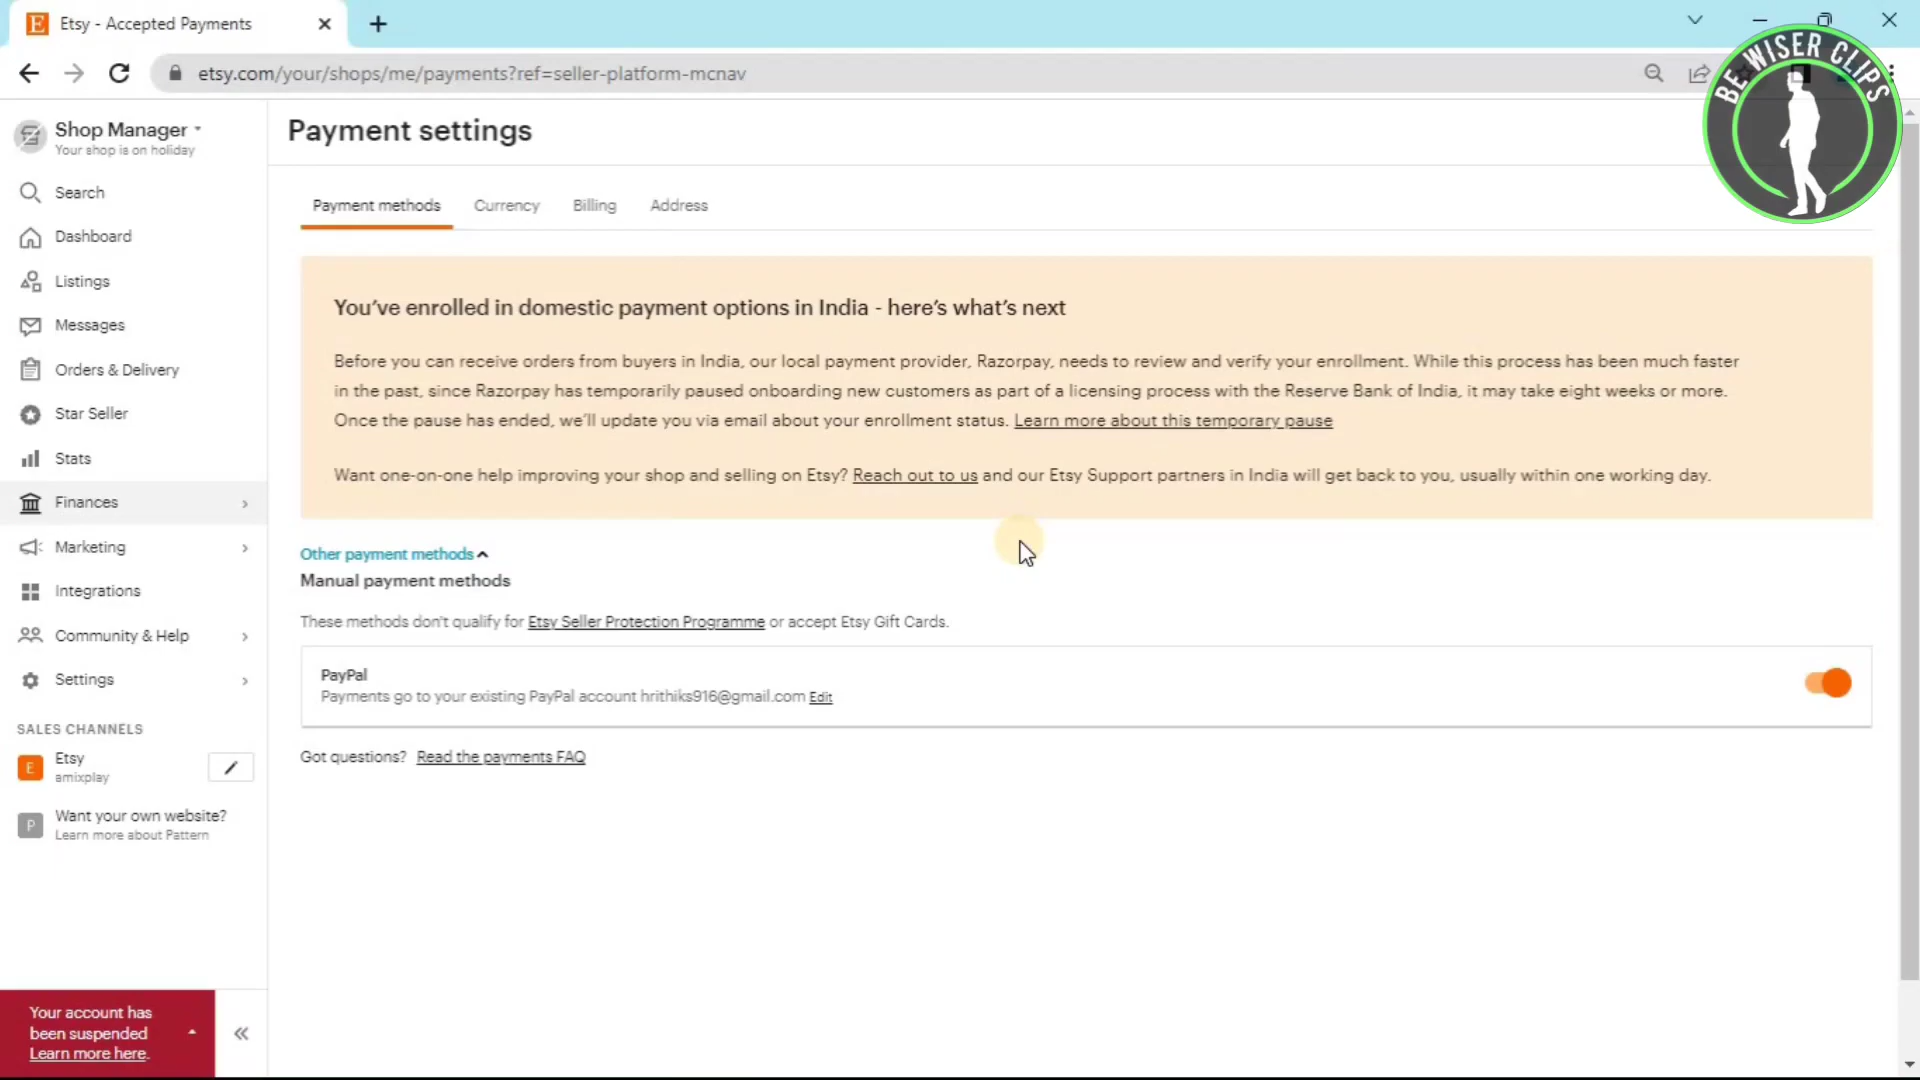 Etsy - Accepted Payments
etsy.com/your/shops/me/payments?ref=seller-platform-mcnav
BE WISER CLIPS
Shop Manager
Your shop is on holiday
Search
Dashboard
Listings
Messages
Orders & Delivery
Star Seller
Stats
Finances
Marketing
Integrations
Community & Help
Settings
SALES CHANNELS
E
Etsy
amixplay
P
Want your own website?
Learn more about Pattern
Your account has
been suspended
Learn more here.
Payment settings
Payment methods Currency Billing Address
You've enrolled in domestic payment options in India - here's what's next
Before you can receive orders from buyers in India, our local payment provider, Razorpay, needs to review and verify your enrollment. While this process has been much faster
in the past, since Razorpay has temporarily paused onboarding new customers as part of a licensing process with the Reserve Bank of India, it may take eight weeks or more.
Once the pause has ended, we'll update you via email about your enrollment status. Learn more about this temporary pause
Want one-on-one help improving your shop and selling on Etsy? Reach out to us and our Etsy Support partners in India will get back to you, usually within one working day.
Other payment methods
Manual payment methods
These methods don't qualify for Etsy Seller Protection Programme or accept Etsy Gift Cards.
PayPal
Payments go to your existing PayPal account hrithiks916@gmail.com Edit
Got questions? Read the payments FAQ